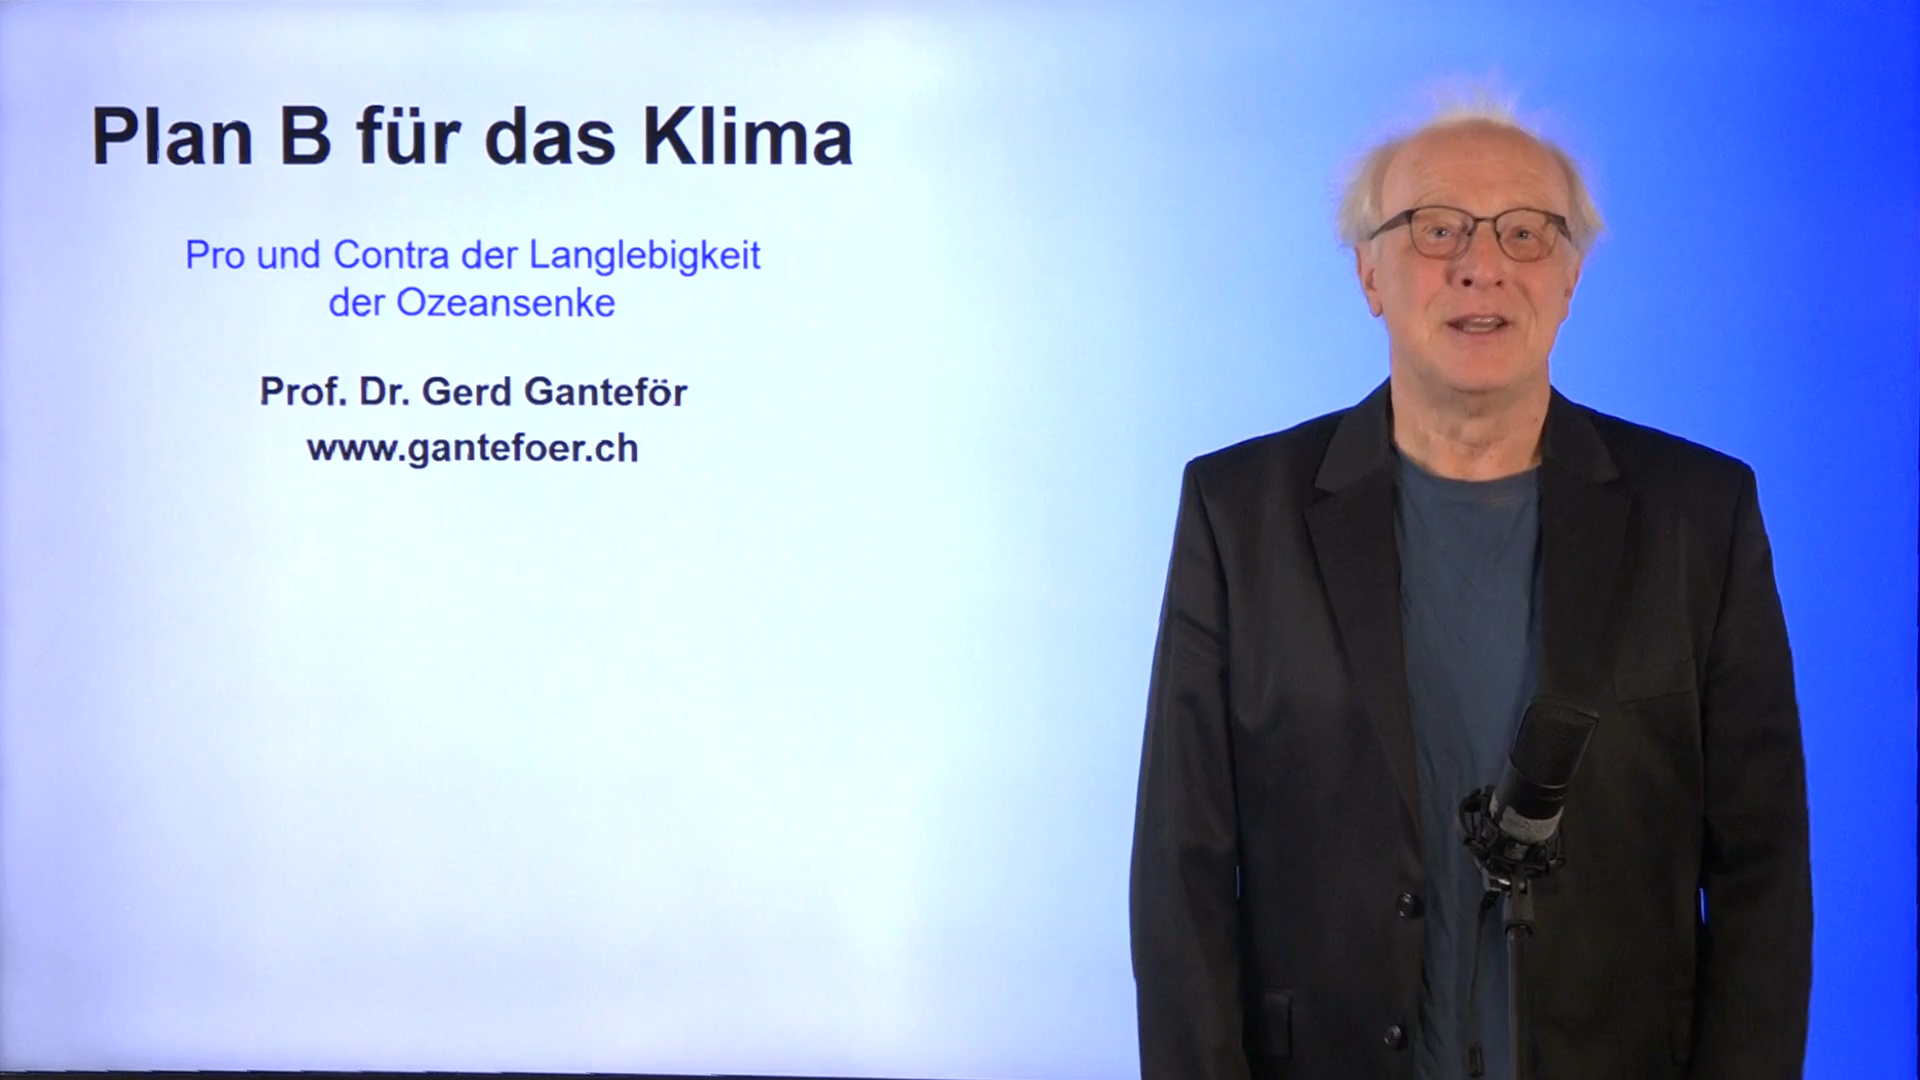 Plan B für das Klima
Pro und Contra der Langlebigkeit
der Ozeansenke
Prof. Dr. Gerd Ganteför
www.gantefoer.ch